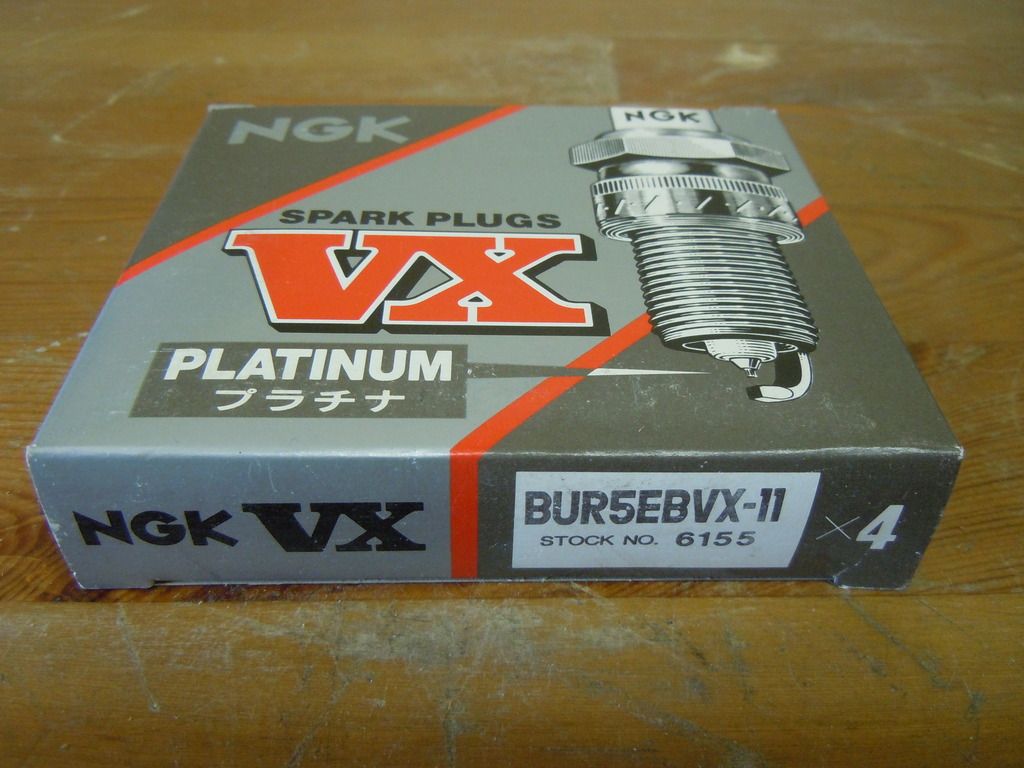 NGK
NGK
SPARK PLUGS
VX
PLATINUM
プラチナ
NGK VX
BUR5EBVX-11
STOCK NO. 6155
×4